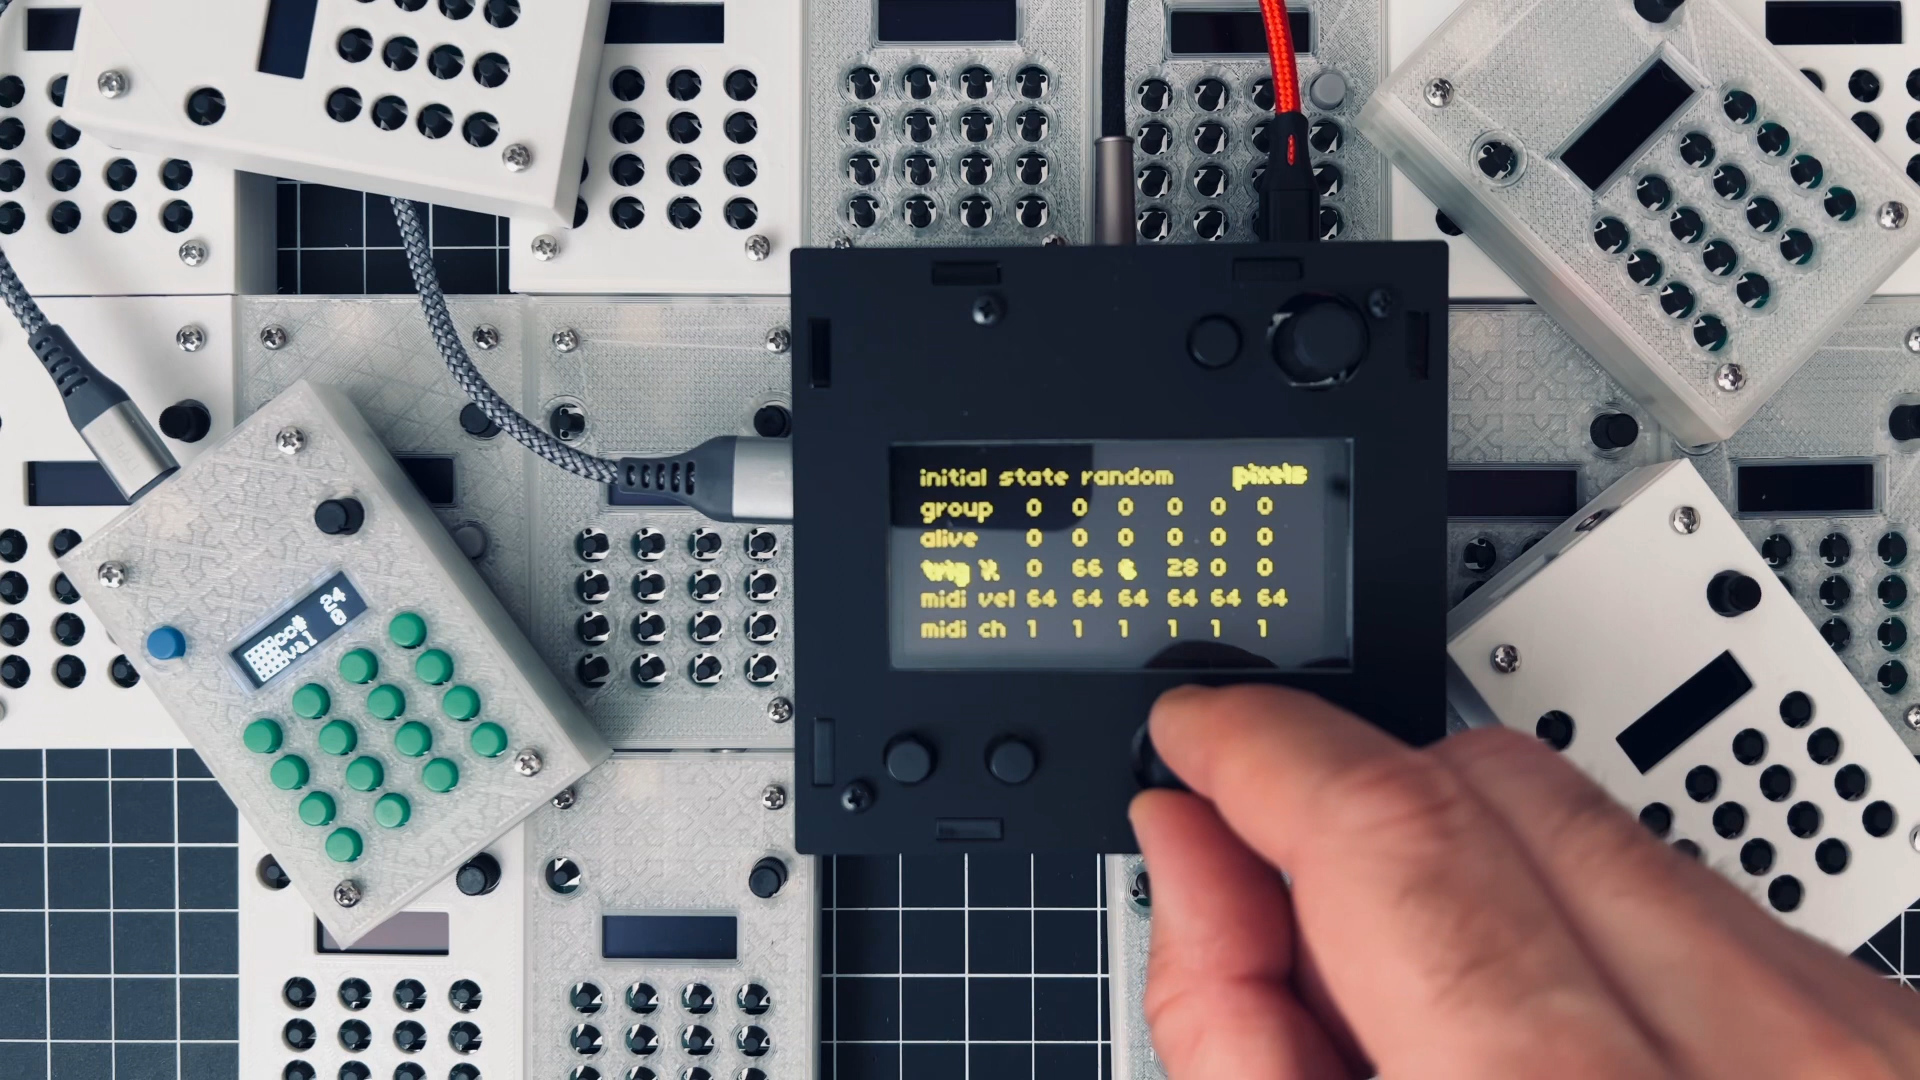 initial state random pixels
group 0 0 0 0 0 0
alive 0 0 0 0 0 0
trig % 0 66 28 0 0
midi vel 64 64 64 64 64 64
midi ch 1 1 1 1 1 1
cc# 24
val 0